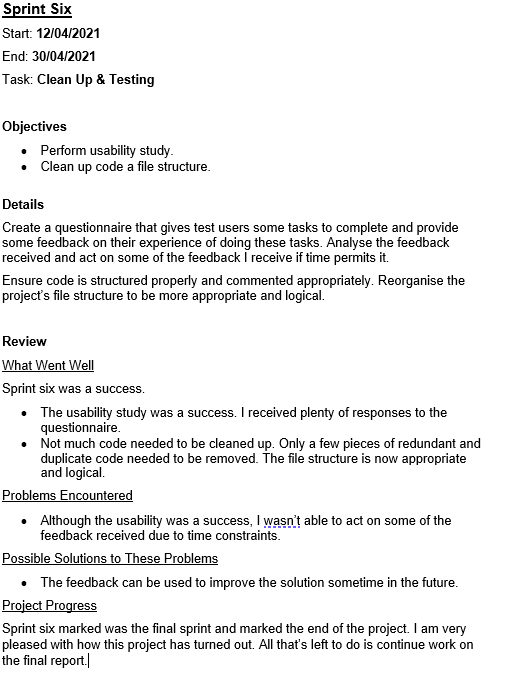 Sprint Six
Start: 12/04/2021
End: 30/04/2021
Task: Clean Up & Testing
Objectives
• Perform usability study.
• Clean up code a file structure.
Details
Create a questionnaire that gives test users some tasks to complete and provide
some feedback on their experience of doing these tasks. Analyse the feedback
received and act on some of the feedback I receive if time permits it.
Ensure code is structured properly and commented appropriately. Reorganise the
project's file structure to be more appropriate and logical.
Review
What Went Well
Sprint six was a success.
• The usability study was a success. I received plenty of responses to the
questionnaire.
• Not much code needed to be cleaned up. Only a few pieces of redundant and
duplicate code needed to be removed. The file structure is now appropriate
and logical.
Problems Encountered
• Although the usability was a success, I wasn't able to act on some of the
feedback received due to time constraints.
Possible Solutions to These Problems
• The feedback can be used to improve the solution sometime in the future.
Project Progress
Sprint six marked was the final sprint and marked the end of the project. I am very
pleased with how this project has turned out. All that's left to do is continue work on
the final report.